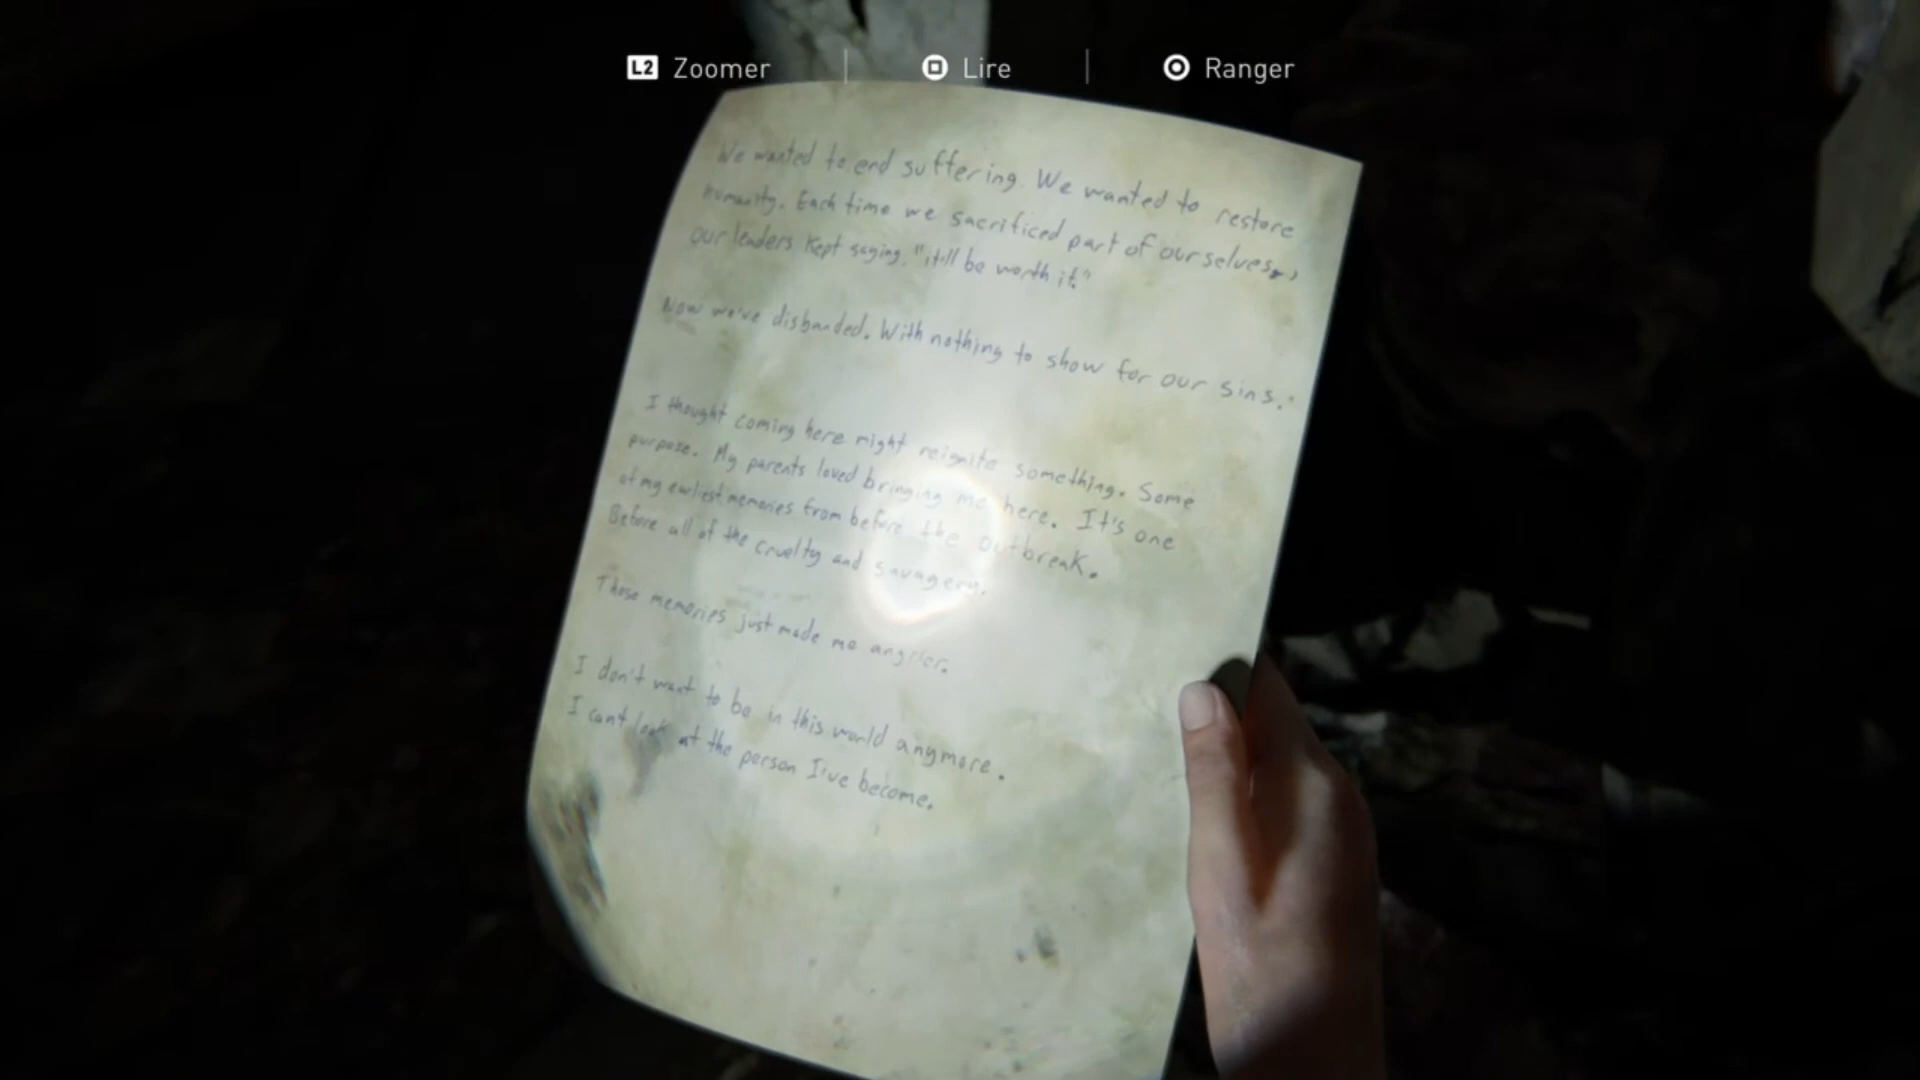 L2 Zoomer Lire Ranger
We wanted to end suffering. We wanted to restore
humanity. Each time we sacrificed part of ourselves,
our leaders kept saying, "it'll be worth it."
Now we've disbanded. With nothing to show for our sins.
I thought coming here might reignite something. Some
purpose. My parents loved bringing me here. It's one
of my earliest memories from before the outbreak.
Before all of the cruelty and savagery.
Those memories just made me angrier.
I don't want to be in this world anymore.
I cant look at the person I've become.